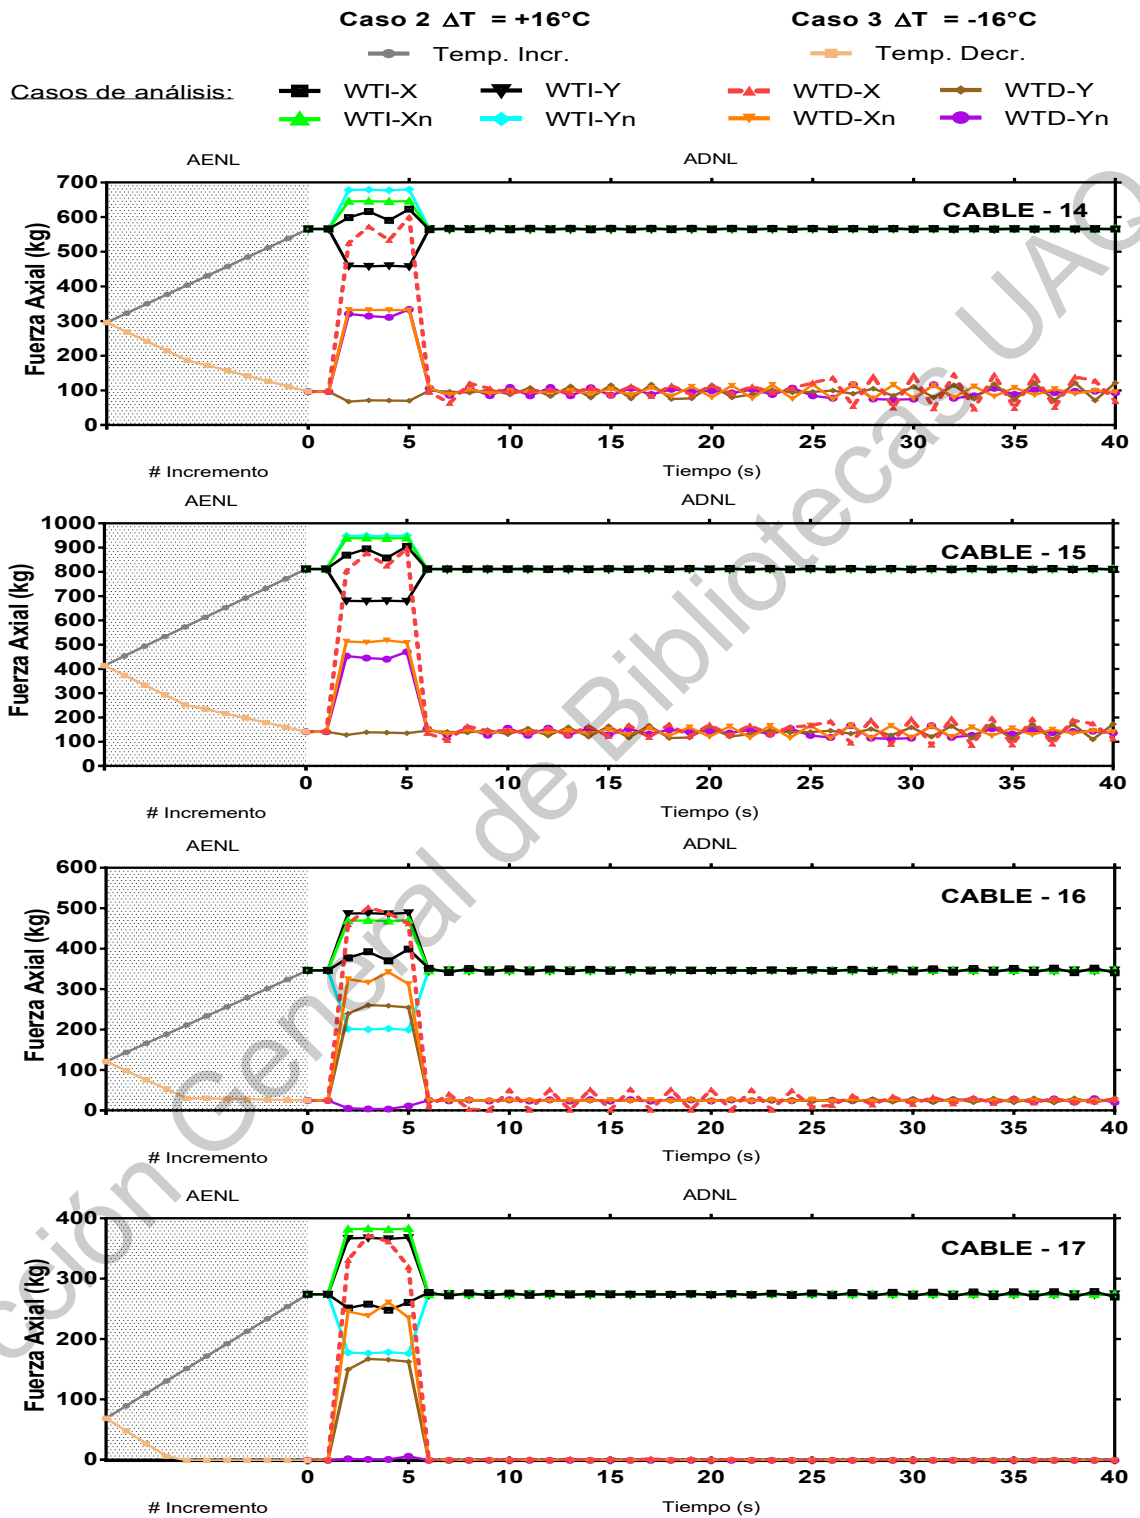 Caso 2 ΔT = +16°C
Caso 3 ΔT = -16°C
Temp. Incr.
Temp. Decr.
Casos de análisis:
WTI-X
WTI-Y
WTD-X
WTD-Y
WTI-Xn
WTI-Yn
WTD-Xn
WTD-Yn
AENL
ADNL
CABLE - 14
Fuerza Axial (kg)
700
600
500
400
300
200
100
0
0 5 10 15 20 25 30 35 40
# Incremento
Tiempo (s)
AENL
ADNL
CABLE - 15
Fuerza Axial (kg)
1000
900
800
700
600
500
400
300
200
100
0
0 5 10 15 20 25 30 35 40
# Incremento
Tiempo (s)
AENL
ADNL
CABLE - 16
Fuerza Axial (kg)
600
500
400
300
200
100
0
0 5 10 15 20 25 30 35 40
# Incremento
Tiempo (s)
AENL
ADNL
CABLE - 17
Fuerza Axial (kg)
400
300
200
100
0
0 5 10 15 20 25 30 35 40
# Incremento
Tiempo (s)
cción General de Bibliotecas UAQ